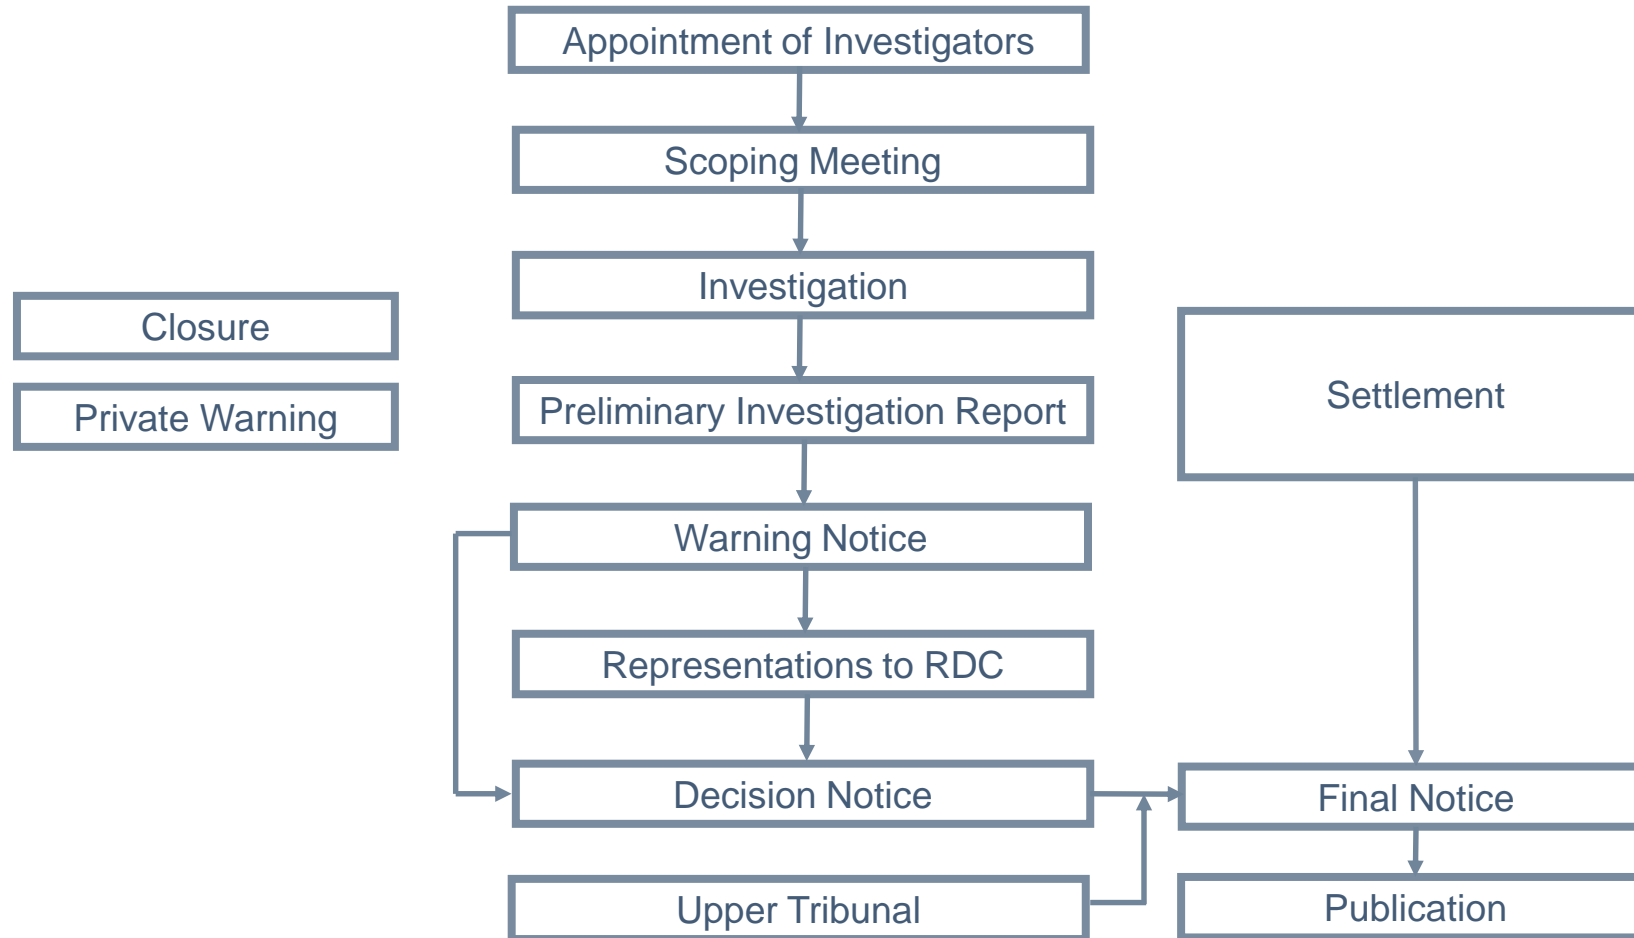 Appointment of Investigators
Scoping Meeting
Investigation
Closure
Private Warning
Preliminary Investigation Report
Settlement
Warning Notice
Representations to RDC
Decision Notice
Final Notice
Upper Tribunal
Publication